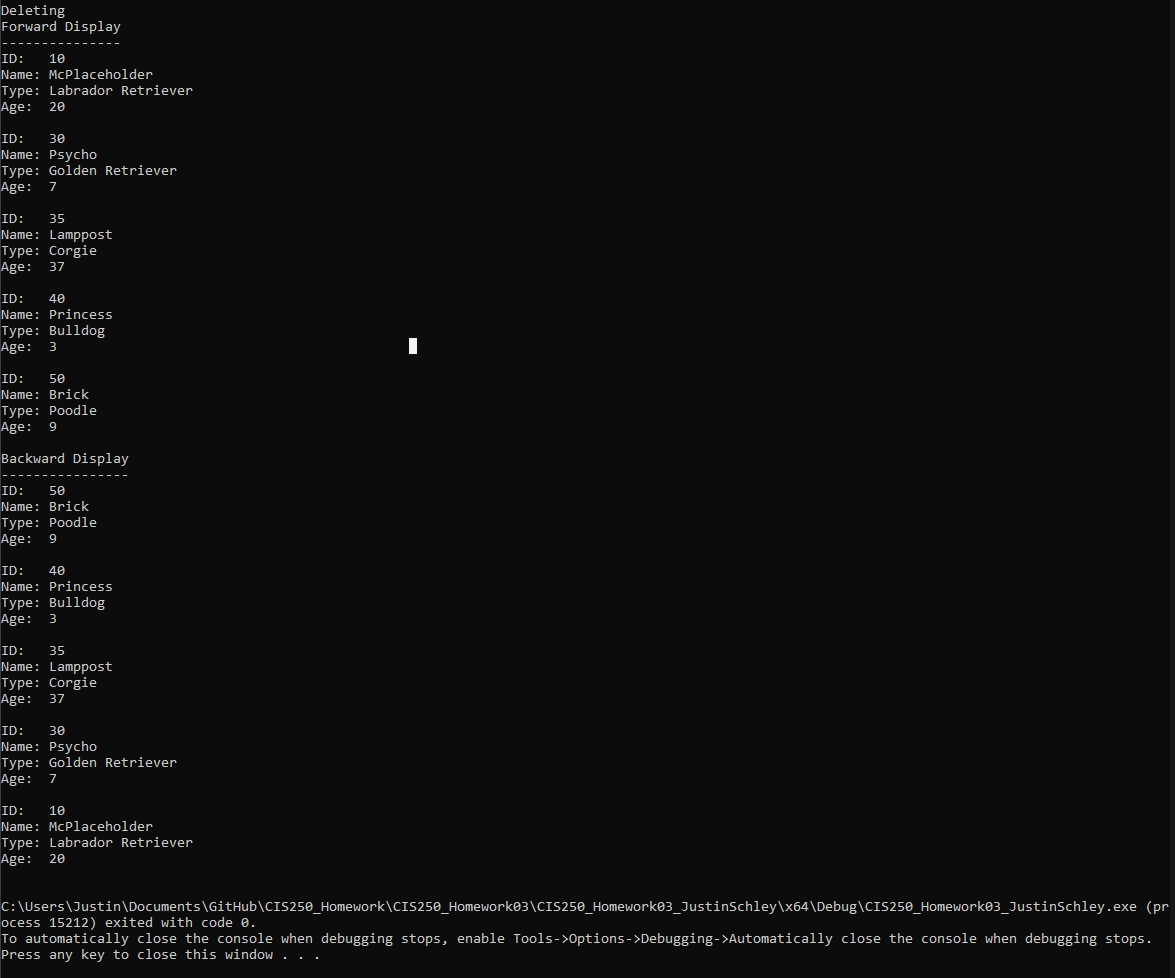 Deleting
Forward Display
---------------
ID:   10
Name: McPlaceholder
Type: Labrador Retriever
Age:  20

ID:   30
Name: Psycho
Type: Golden Retriever
Age:  7

ID:   35
Name: Lamppost
Type: Corgie
Age:  37

ID:   40
Name: Princess
Type: Bulldog
Age:  3

ID:   50
Name: Brick
Type: Poodle
Age:  9

Backward Display
----------------
ID:   50
Name: Brick
Type: Poodle
Age:  9

ID:   40
Name: Princess
Type: Bulldog
Age:  3

ID:   35
Name: Lamppost
Type: Corgie
Age:  37

ID:   30
Name: Psycho
Type: Golden Retriever
Age:  7

ID:   10
Name: McPlaceholder
Type: Labrador Retriever
Age:  20


C:\Users\Justin\Documents\GitHub\CIS250_Homework\CIS250_Homework03\CIS250_Homework03_JustinSchley\x64\Debug\CIS250_Homework03_JustinSchley.exe (pr
ocess 15212) exited with code 0.
To automatically close the console when debugging stops, enable Tools->Options->Debugging->Automatically close the console when debugging stops.
Press any key to close this window . . .